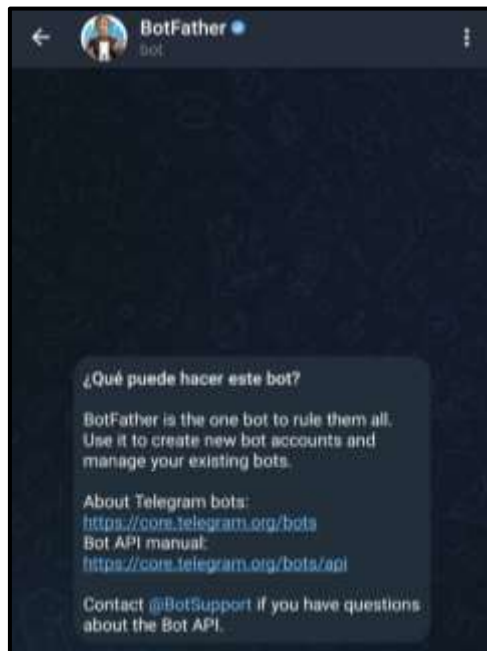 BotFather
bot
¿Qué puede hacer este bot?
BotFather is the one bot to rule them all.
Use it to create new bot accounts and
manage your existing bots.
About Telegram bots:
https://core.telegram.org/bots
Bot API manual:
https://core.telegram.org/bots/api
Contact @BotSupport if you have questions
about the Bot API.